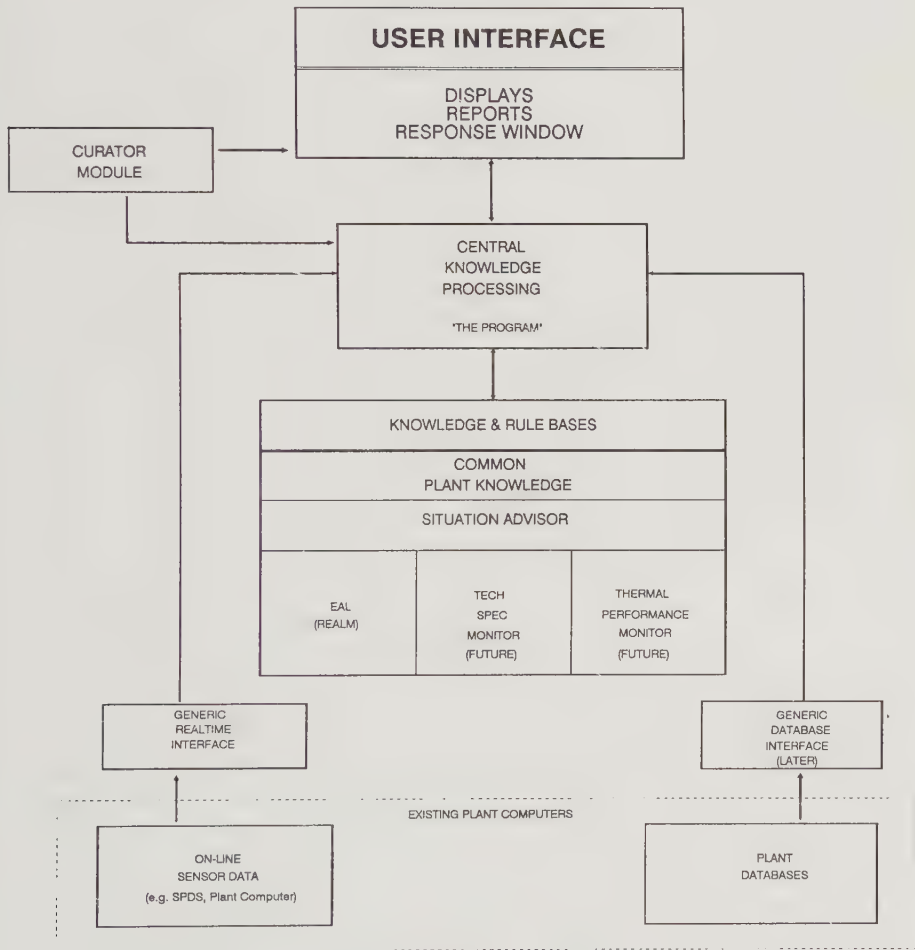 USER INTERFACE
DISPLAYS
REPORTS
RESPONSE WINDOW
CURATOR
MODULE
CENTRAL
KNOWLEDGE
PROCESSING
"THE PROGRAM"
KNOWLEDGE & RULE BASES
COMMON
PLANT KNOWLEDGE
SITUATION ADVISOR
EAL
(REALM)
TECH
SPEC
MONITOR
(FUTURE)
THERMAL
PERFORMANCE
MONITOR
(FUTURE)
GENERIC
REALTIME
INTERFACE
GENERIC
DATABASE
INTERFACE
(LATER)
EXISTING PLANT COMPUTERS
ON-LINE
SENSOR DATA
(e.g. SPDS, Plant Computer)
PLANT
DATABASES